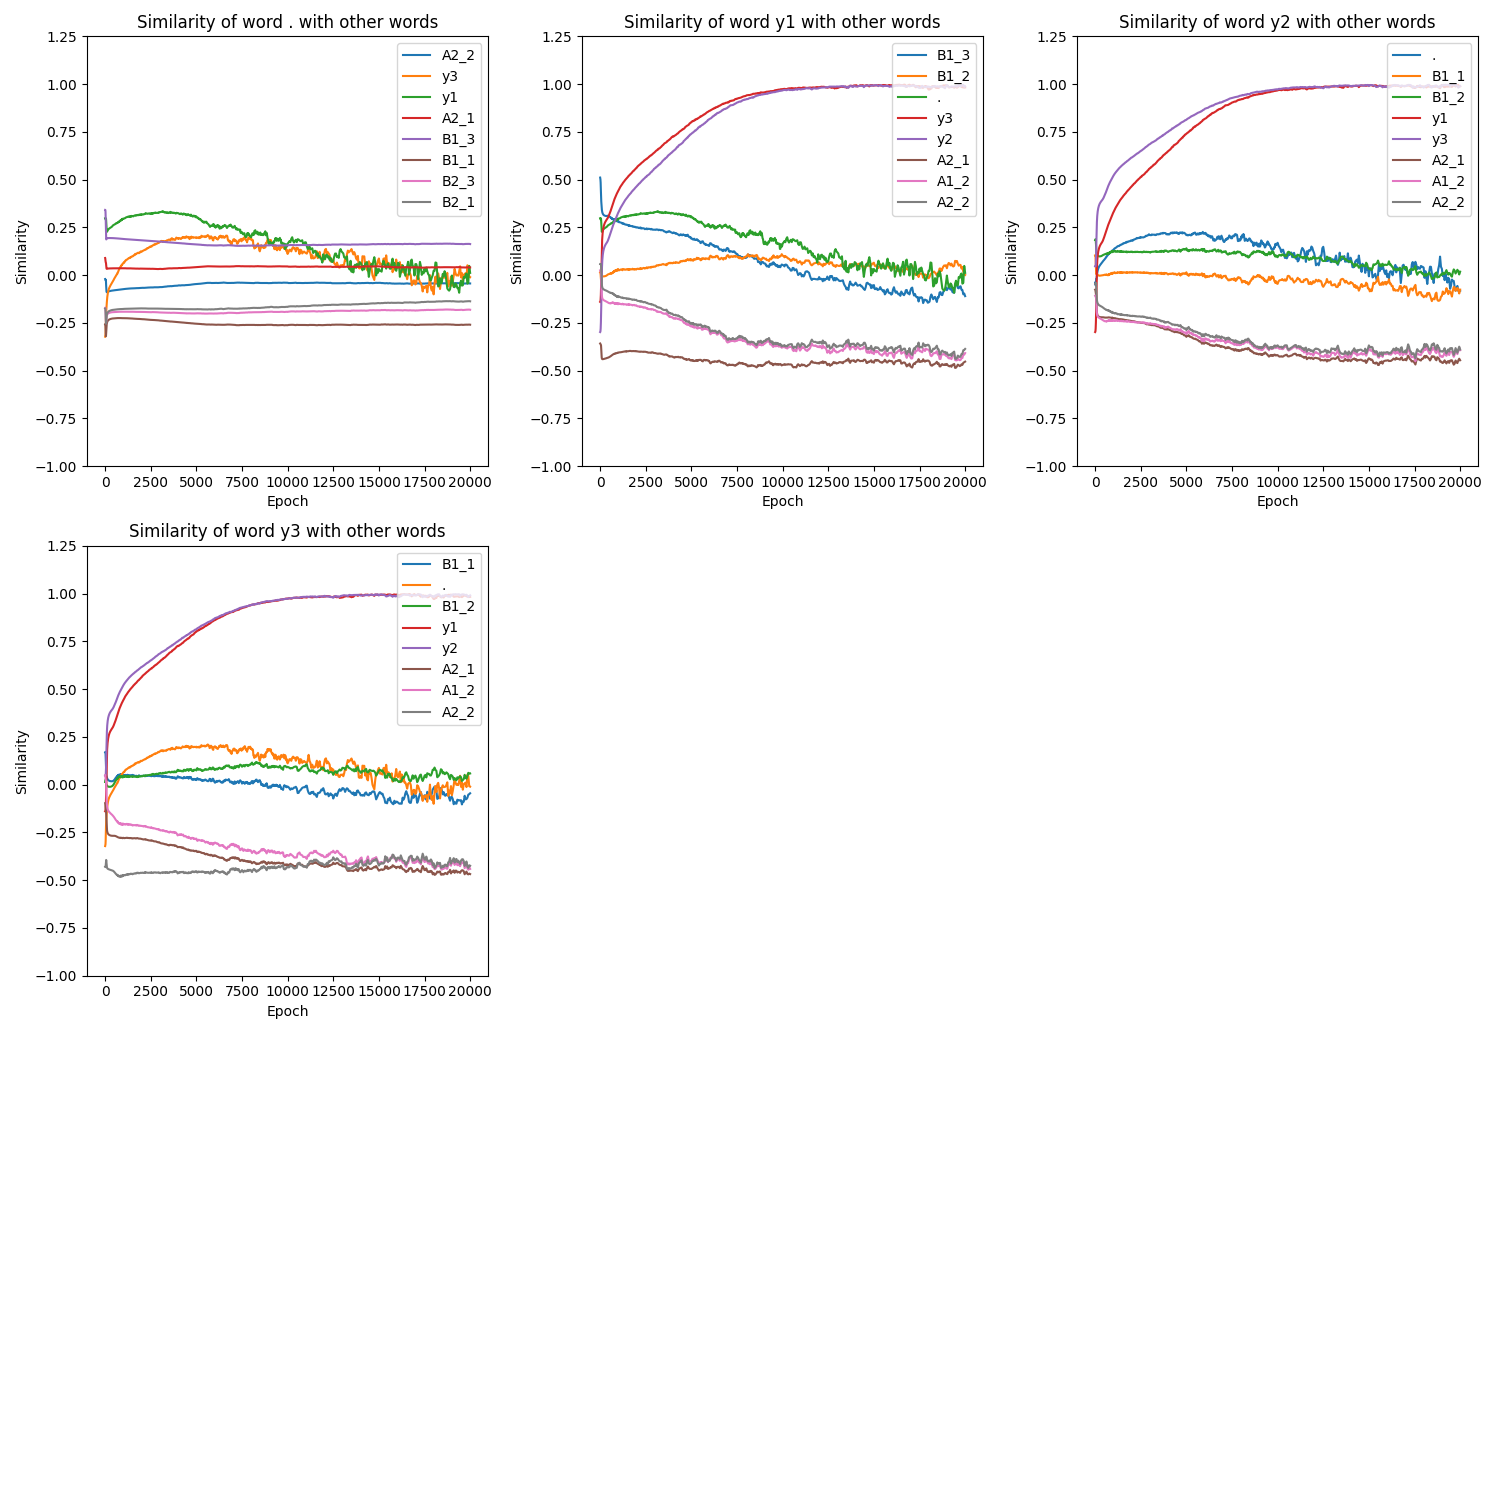 Similarity of word . with other words
1.25
1.00
0.75
0.50
0.25
0.00
−0.25
−0.50
−0.75
−1.00
Similarity
0 2500 5000 7500 10000 12500 15000 17500 20000
Epoch
A2_2
y3
y1
A2_1
B1_3
B1_1
B2_3
B2_1
Similarity of word y1 with other words
1.25
1.00
0.75
0.50
0.25
0.00
−0.25
−0.50
−0.75
−1.00
Similarity
0 2500 5000 7500 10000 12500 15000 17500 20000
Epoch
B1_3
B1_2
.
y3
y2
A2_1
A1_2
A2_2
Similarity of word y2 with other words
1.25
1.00
0.75
0.50
0.25
0.00
−0.25
−0.50
−0.75
−1.00
Similarity
0 2500 5000 7500 10000 12500 15000 17500 20000
Epoch
.
B1_1
B1_2
y1
y3
A2_1
A1_2
A2_2
Similarity of word y3 with other words
1.25
1.00
0.75
0.50
0.25
0.00
−0.25
−0.50
−0.75
−1.00
Similarity
0 2500 5000 7500 10000 12500 15000 17500 20000
Epoch
B1_1
.
B1_2
y1
y2
A2_1
A1_2
A2_2